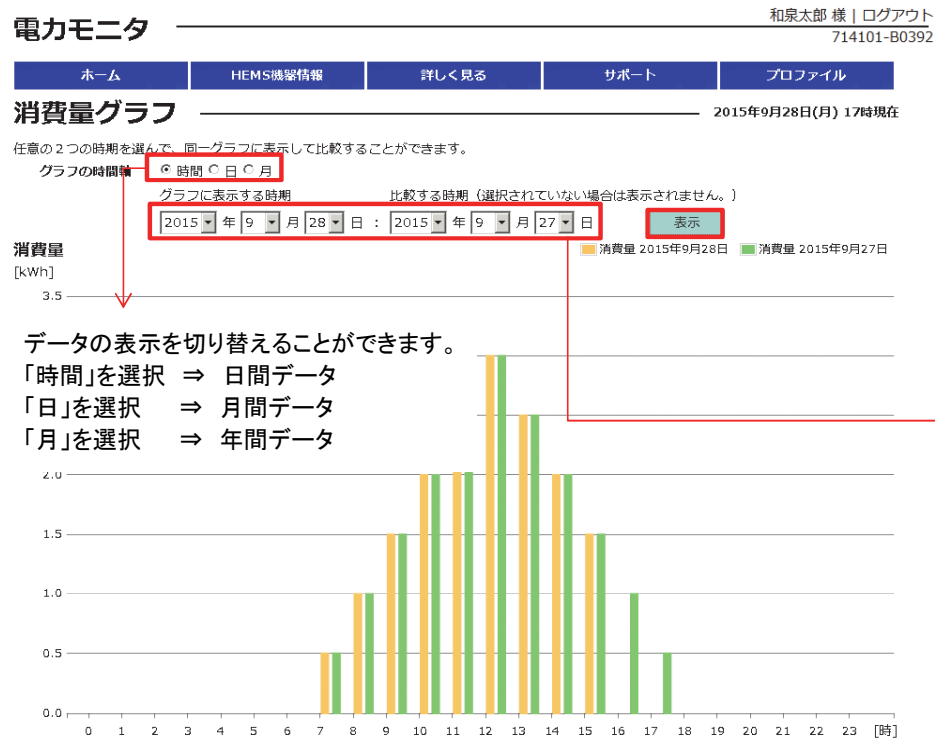 電力モニタ
和泉太郎 様 | ログアウト
714101-B0392
ホーム HEMS機器情報 詳しく見る サポート プロファイル
消費量グラフ
2015年9月28日(月) 17時現在
任意の2つの時期を選んで、同一グラフに表示して比較することができます。
グラフの時間軸 時間 日 月
グラフに表示する時期 比較する時期（選択されていない場合は表示されません。）
2015 年 9 月 28 日 : 2015 年 9 月 27 日 表示
消費量
[kWh]
消費量 2015年9月28日 消費量 2015年9月27日
3.5
データの表示を切り替えることができます。
「時間」を選択 ⇒ 日間データ
「日」を選択 ⇒ 月間データ
「月」を選択 ⇒ 年間データ
2.0
1.5
1.0
0.5
0.0
0 1 2 3 4 5 6 7 8 9 10 11 12 13 14 15 16 17 18 19 20 21 22 23 [時]